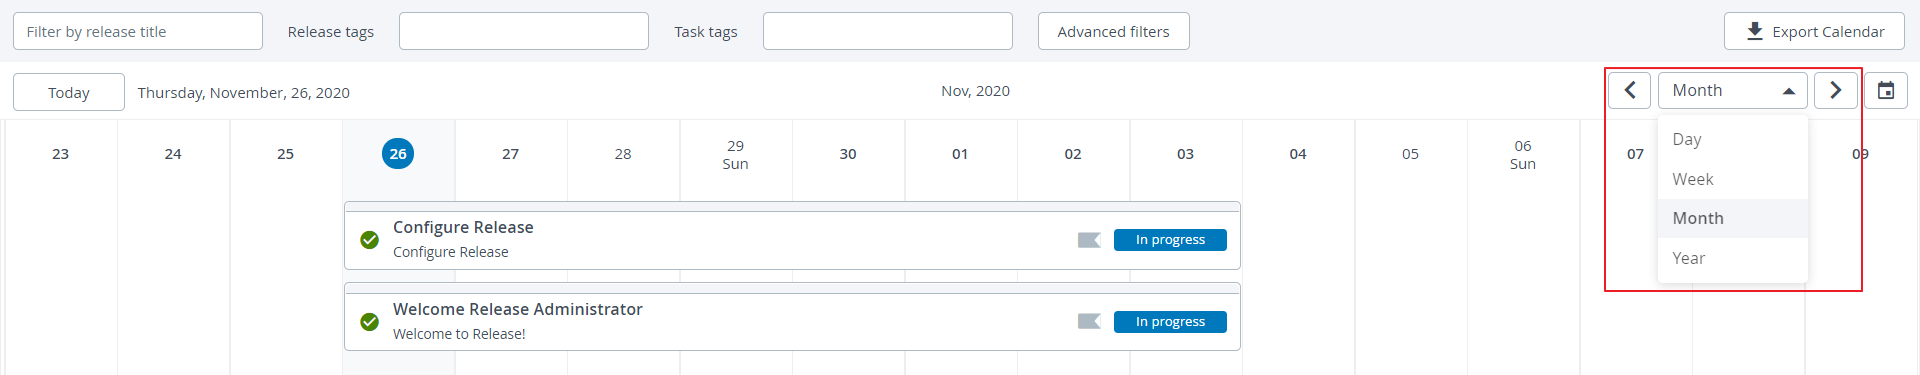 Filter by release title Release tags Task tags Advanced filters Export Calendar
Today Thursday, November, 26, 2020 Nov, 2020 Month
Day
Week
Month
Year
23 24 25 26 27 28 29 30 01 02 03 04 05 06 07 09
Sun Sun
Configure Release
Configure Release
In progress
Welcome Release Administrator
Welcome to Release!
In progress